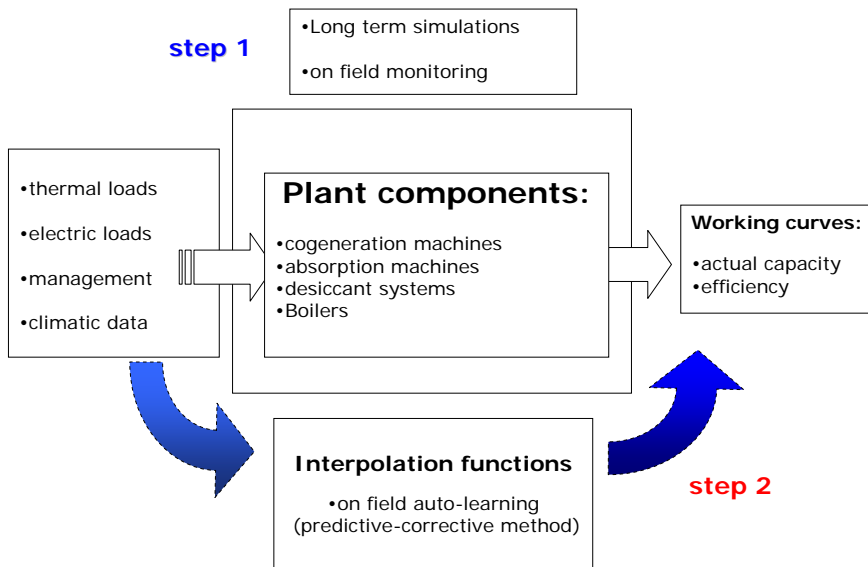 step 1
•Long term simulations
•on field monitoring
•thermal loads
•electric loads
•management
•climatic data
Plant components:
•cogeneration machines
•absorption machines
•desiccant systems
•Boilers
Working curves:
•actual capacity
•efficiency
Interpolation functions
•on field auto-learning
(predictive-corrective method)
step 2